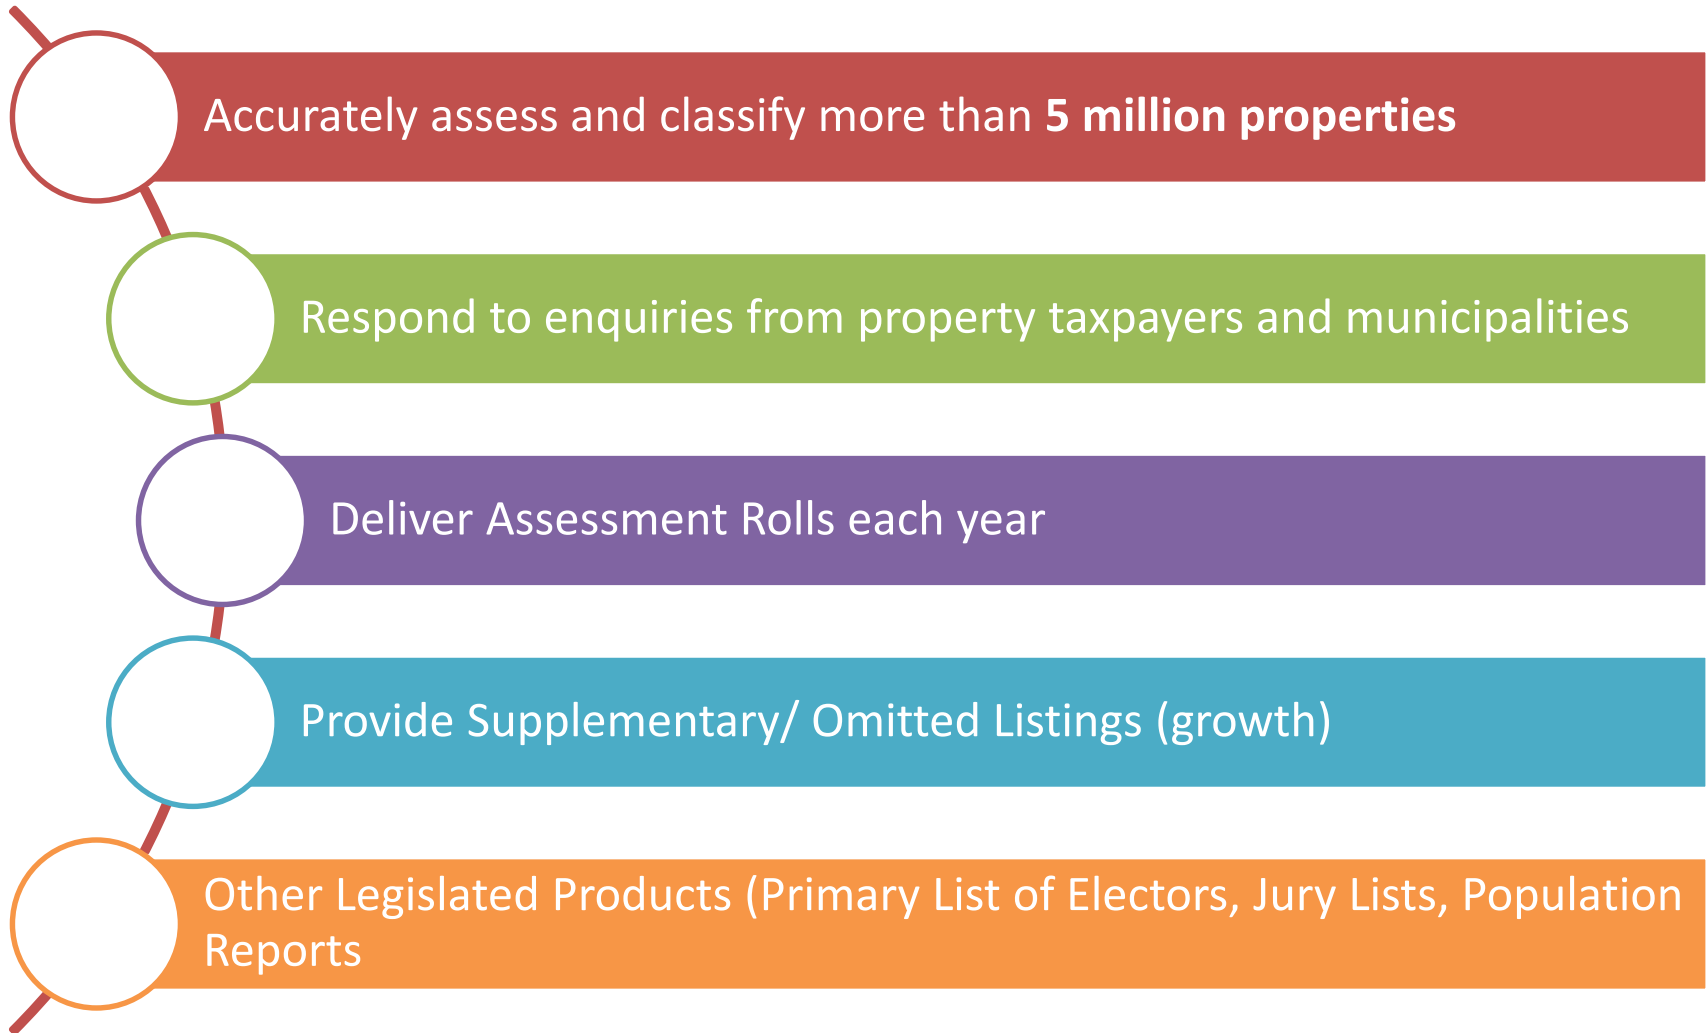 Accurately assess and classify more than 5 million properties
Respond to enquiries from property taxpayers and municipalities
Deliver Assessment Rolls each year
Provide Supplementary/ Omitted Listings (growth)
Other Legislated Products (Primary List of Electors, Jury Lists, Population
Reports